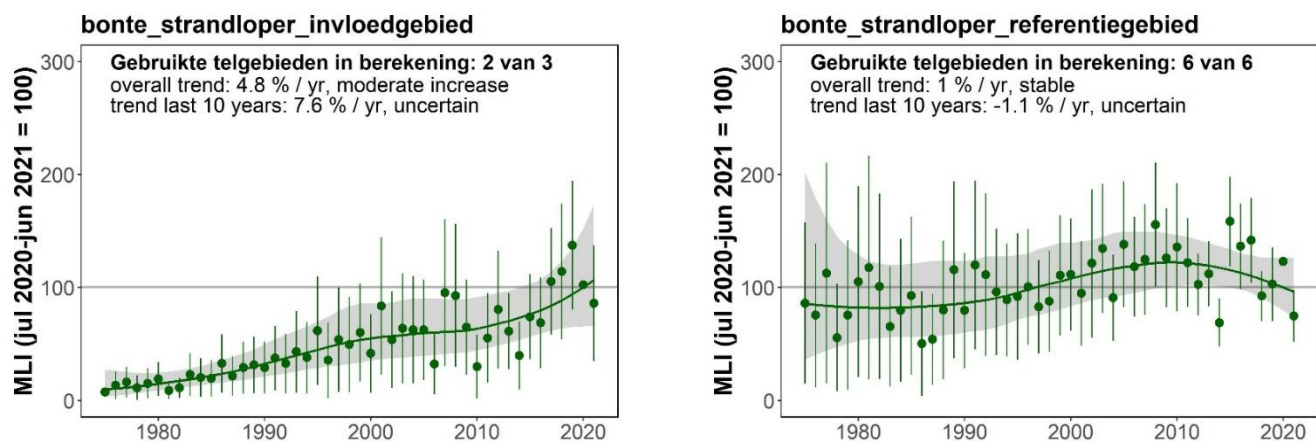 bonte_strandloper_invloedgebied
MLI (jul 2020-jun 2021 = 100)
300
200
100
0
Gebruikte telgebieden in berekening: 2 van 3
overall trend: 4.8 % / yr, moderate increase
trend last 10 years: 7.6 % / yr, uncertain
1980 1990 2000 2010 2020
bonte_strandloper_referentiegebied
MLI (jul 2020-jun 2021 = 100)
300
200
100
0
Gebruikte telgebieden in berekening: 6 van 6
overall trend: 1 % / yr, stable
trend last 10 years: -1.1 % / yr, uncertain
1980 1990 2000 2010 2020